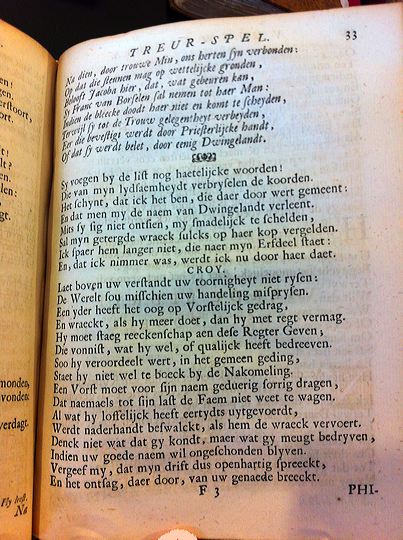 TREUR-SPEL. 33
Na dien, door trouwe Min, ons herten syn verbonden:
Op dat die steunen mag op wettelijcke gronden,
Belooft Jacoba hier, dat, wat gebeuren kan,
Sy Franc van Borselen sal nemen tot haer Man:
Indien de bleecke doodt haer niet en komt te scheyden,
Terwijl sy tot de Trouw gelegentheyt verbeyden,
Eer die bevestigt werdt door Priesterlijcke handt,
Of dat sy werdt belet, door eenig Dwingelandt.
Sy voegen by de list nog haetelijcke woorden!
Die van myn lydsaemheydt verbryselen de koorden.
Het schynt, dat ick het ben, die daer door wert gemeent:
En dat men my de naem van Dwingelandt verleent.
Mits sy sig niet ontsien, my smadelijck te schelden,
Sal myn getergde wraeck sulcks op haer kop vergelden.
Ick spaer hem langer niet, die naer myn Erfdeel staet:
En, dat ick nimmer was, werdt ick nu door haer daet.
CROY.
Laet boven uw verstandt uw toornigheyt niet rysen:
De Werelt sou misschien uw handeling mispryssen.
Een yder heeft het oog op Vorstelijck gedrag,
En wraeckt, als hy meer doet, dan hy met regt vermag.
Hy moet staeg reeckenschap aen dese Regter Geven,
Die vonnist, wat hy wel, of qualijck heeft bedreeven.
Soo hy veroordeelt wert, in het gemeen geding,
Staet hy niet wel te boeck by de Nakomeling.
Een Vorst moet voor sijn naem geduerig sorrig dragen,
Dat naemaels tot sijn last de Faem niet weet te wagen.
Al wat hy lofselijck heeft eertydts uytgevoerdt,
Werdt naderhandt beswalckt, als hem de wraeck vervoert.
Denck niet wat dat gy kondt, maer wat gy meugt bedryven,
Indien uw goede naem wil ongeschonden blyven.
Vergeef my, dat myn drift dus openhartig spreeckt,
En het ontsag, daer door, van uw genaede breeckt.
F 3 PHI-